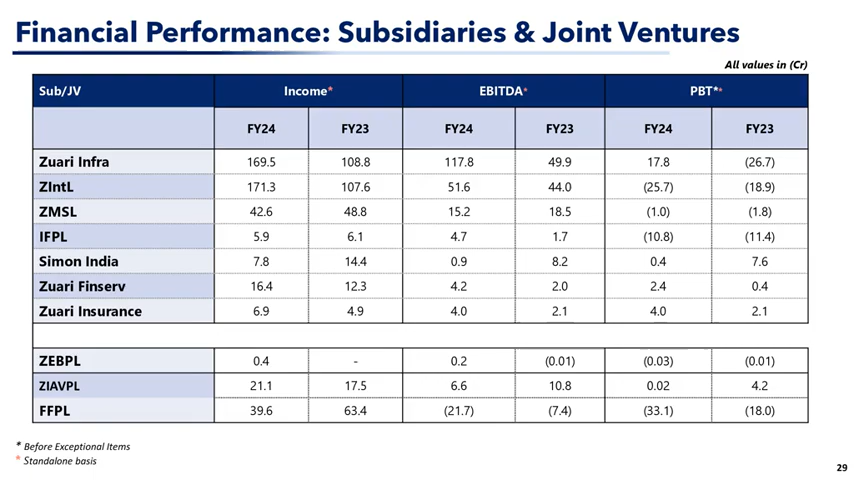 Financial Performance: Subsidiaries & Joint Ventures
All values in (Cr)
Sub/JV Income* EBITDA* PBT**
FY24 FY23 FY24 FY23 FY24 FY23
Zuari Infra 169.5 108.8 117.8 49.9 17.8 (26.7)
ZIntL 171.3 107.6 51.6 44.0 (25.7) (18.9)
ZMSL 42.6 48.8 15.2 18.5 (1.0) (1.8)
IFPL 5.9 6.1 4.7 1.7 (10.8) (11.4)
Simon India 7.8 14.4 0.9 8.2 0.4 7.6
Zuari Finserv 16.4 12.3 4.2 2.0 2.4 0.4
Zuari Insurance 6.9 4.9 4.0 2.1 4.0 2.1
ZEBPL 0.4 - 0.2 (0.01) (0.03) (0.01)
ZIAVPL 21.1 17.5 6.6 10.8 0.02 4.2
FFPL 39.6 63.4 (21.7) (7.4) (33.1) (18.0)
* Before Exceptional Items
* Standalone basis
29